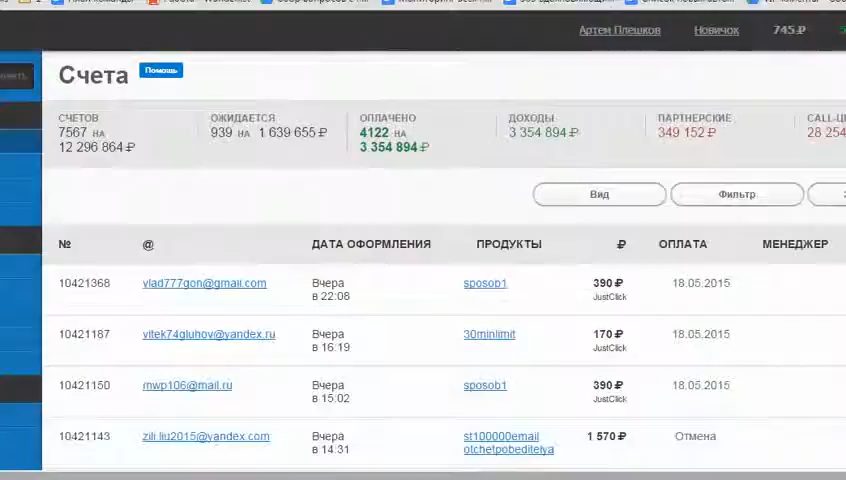 Артем Плешков Новичок 745 ₽
Счета Помощь
СЧЕТОВ ОЖИДАЕТСЯ ОПЛАЧЕНО ДОХОДЫ ПАРТНЕРСКИЕ CALL-Ц
7567 НА 939 НА 1 639 655 ₽ 4122 НА 3 354 894 ₽ 349 152 ₽ 28 254
12 296 864 ₽ 3 354 894 ₽
Вид Фильтр
№ @ ДАТА ОФОРМЛЕНИЯ ПРОДУКТЫ ₽ ОПЛАТА МЕНЕДЖЕР
10421368 vlad777gon@gmail.com Вчера sposob1 390 ₽ 18.05.2015
в 22:08 JustClick
10421187 vitek74gluhov@yandex.ru Вчера 30minlimit 170 ₽ 18.05.2015
в 16:19 JustClick
10421150 mwp106@mail.ru Вчера sposob1 390 ₽ 18.05.2015
в 15:02 JustClick
10421143 zili.liu2015@yandex.com Вчера st100000email 1 570 ₽ Отмена
в 14:31 otchetpobeditelya